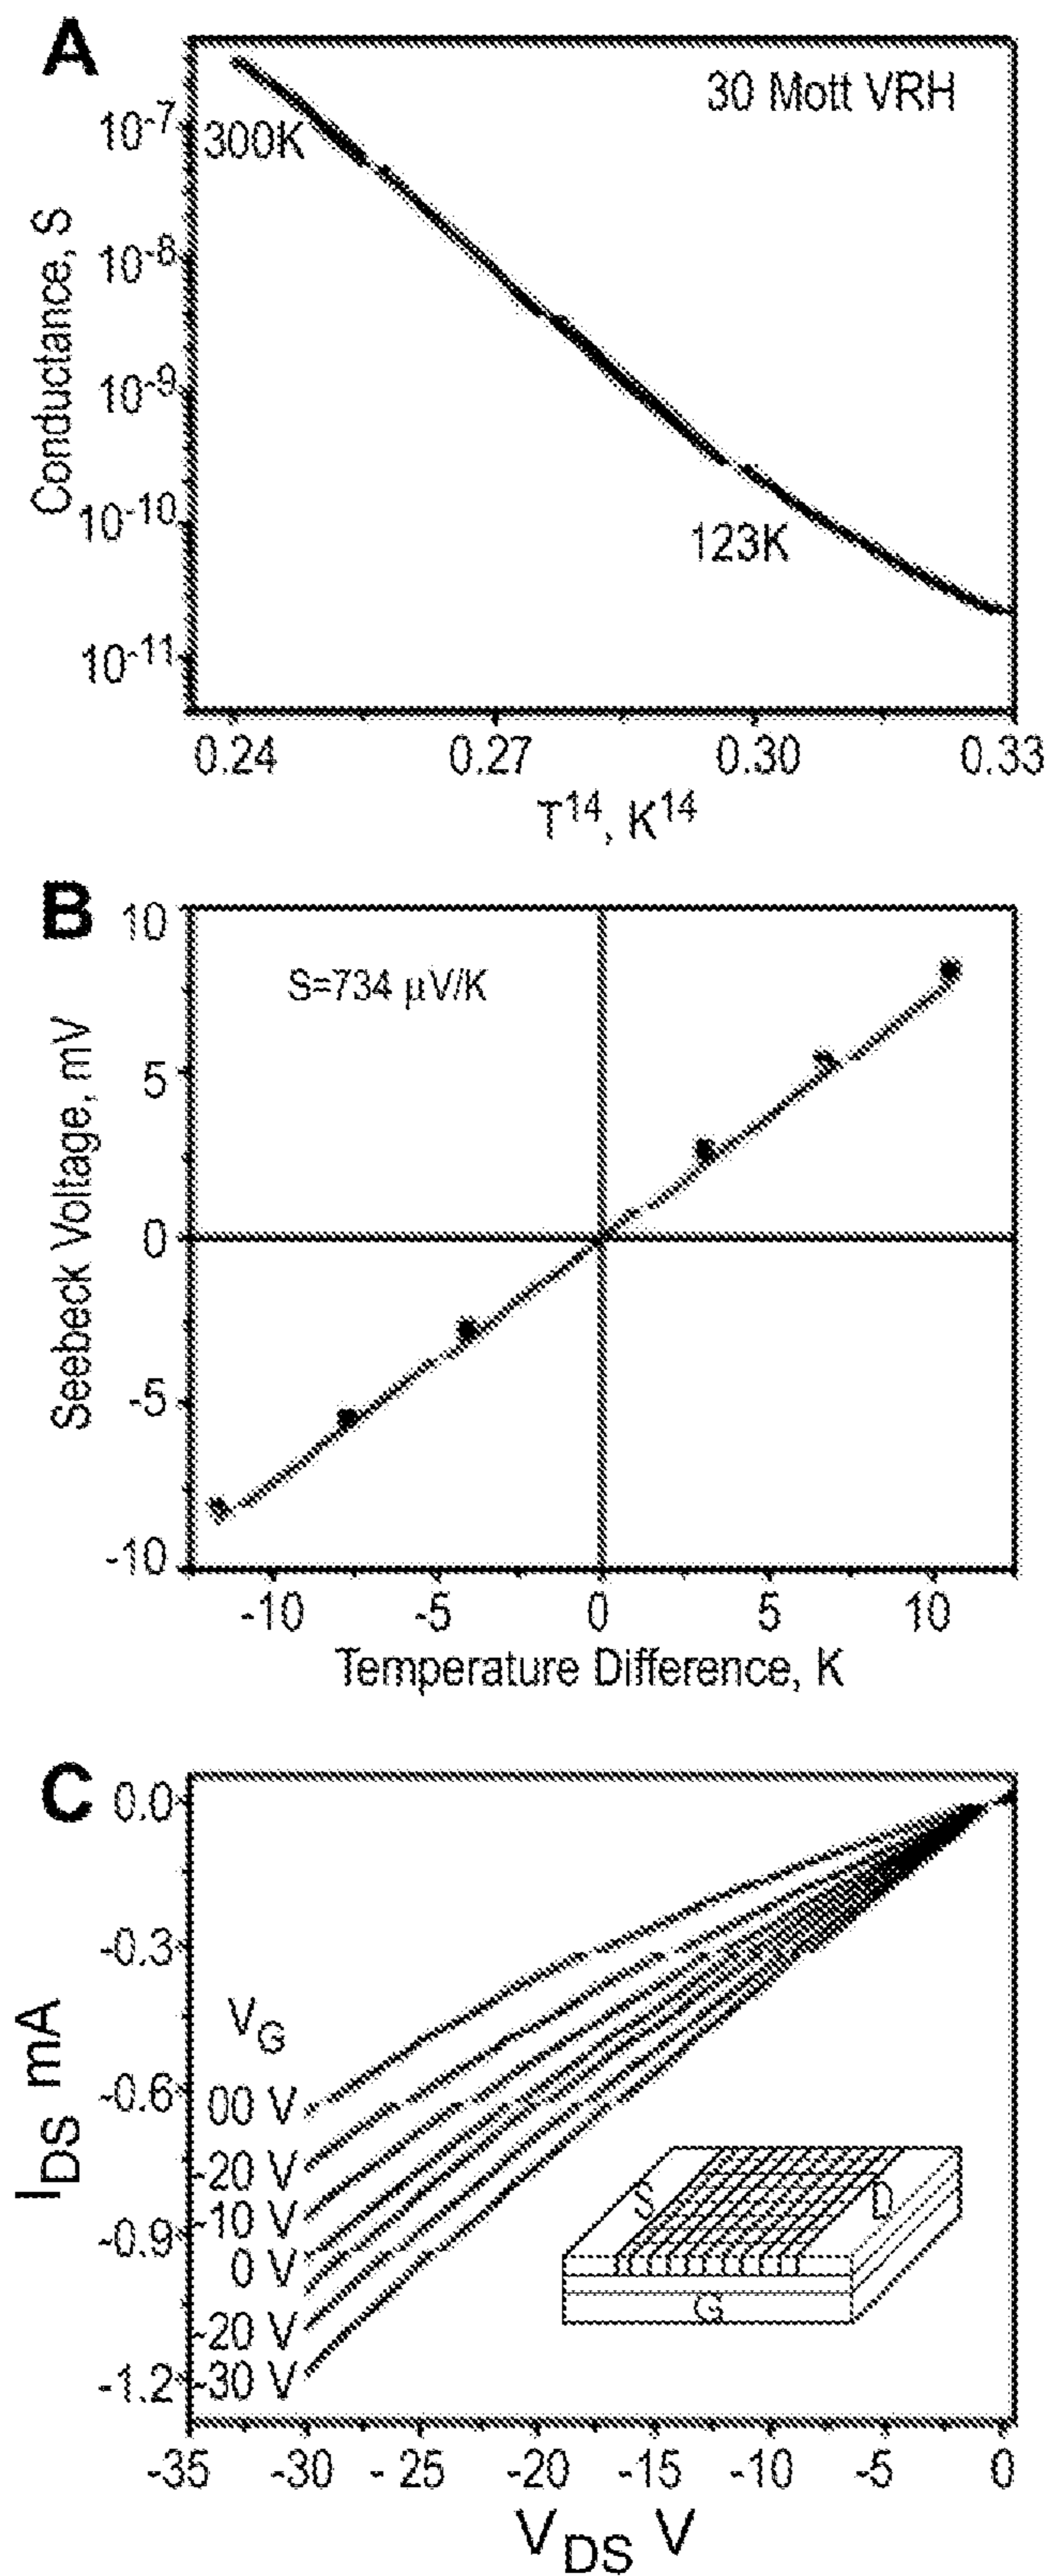 A
30 Mott VRH
300K
123K
Conductance, S
10-7
10-8
10-9
10-10
10-11
0.24 0.27 0.30 0.33
T14, K14
B
S=734 µV/K
Seebeck Voltage, mV
10
5
0
-5
-10
-10 -5 0 5 10
Temperature Difference, K
C
IDS mA
0.0
-0.3
-0.6
-0.9
-1.2
VG
00 V
-20 V
-10 V
0 V
-20 V
-30 V
S D
G
-35 -30 - 25 -20 -15 -10 -5 0
VDS V